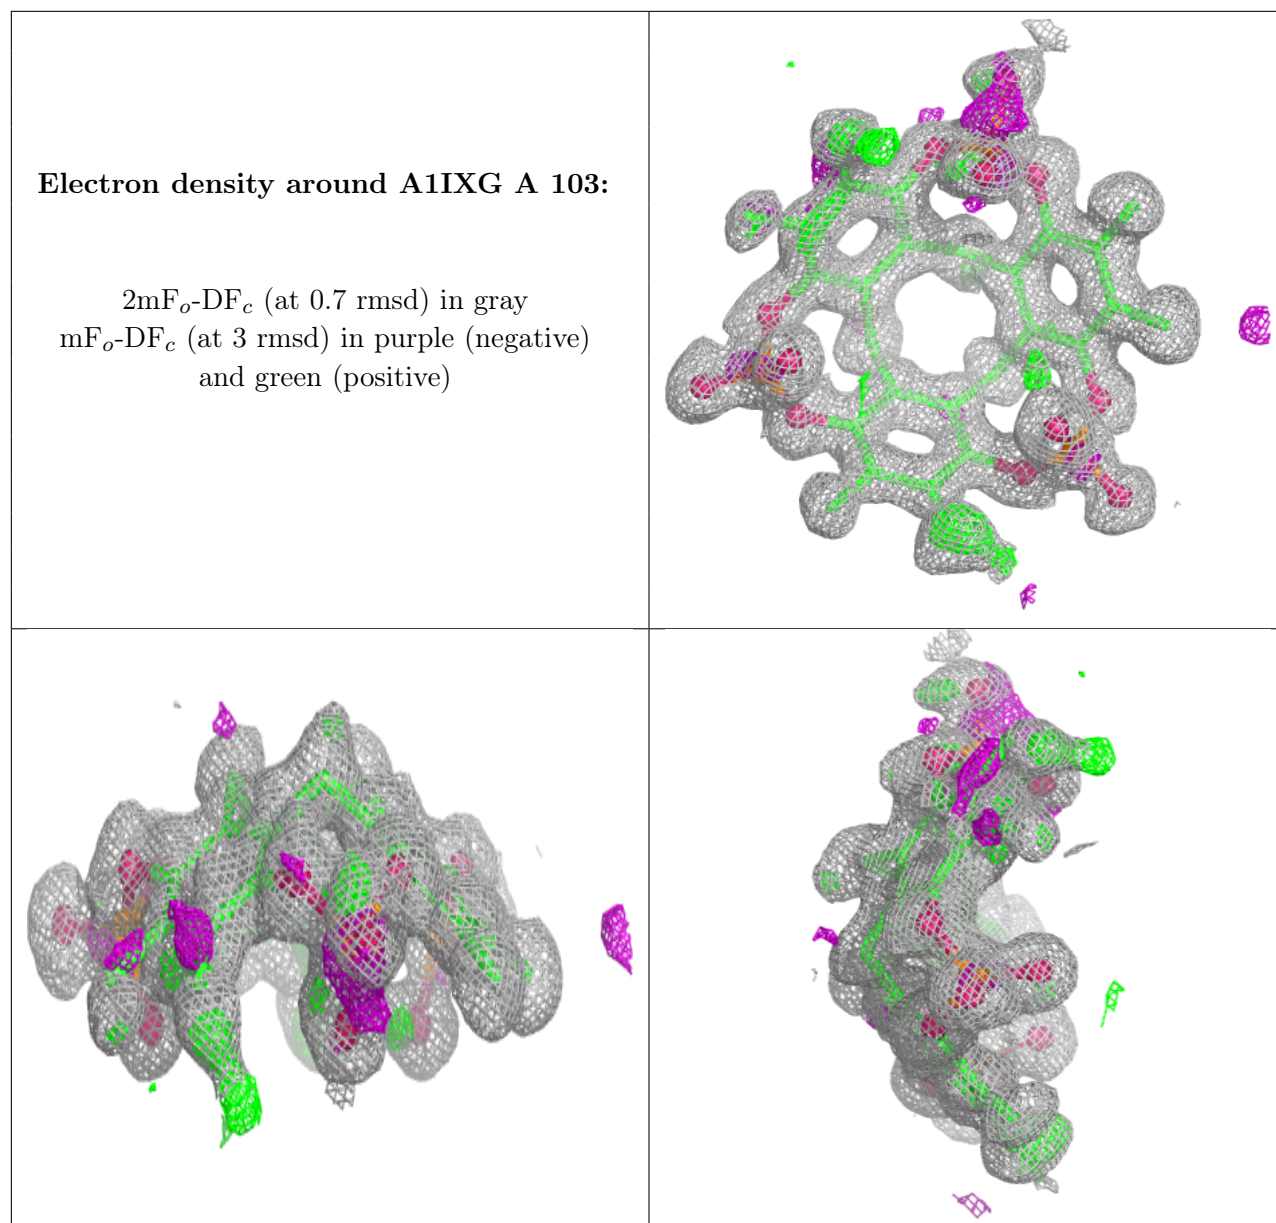 Electron density around A1IXG A 103:
2mFo-DFc (at 0.7 rmsd) in gray
mFo-DFc (at 3 rmsd) in purple (negative)
and green (positive)